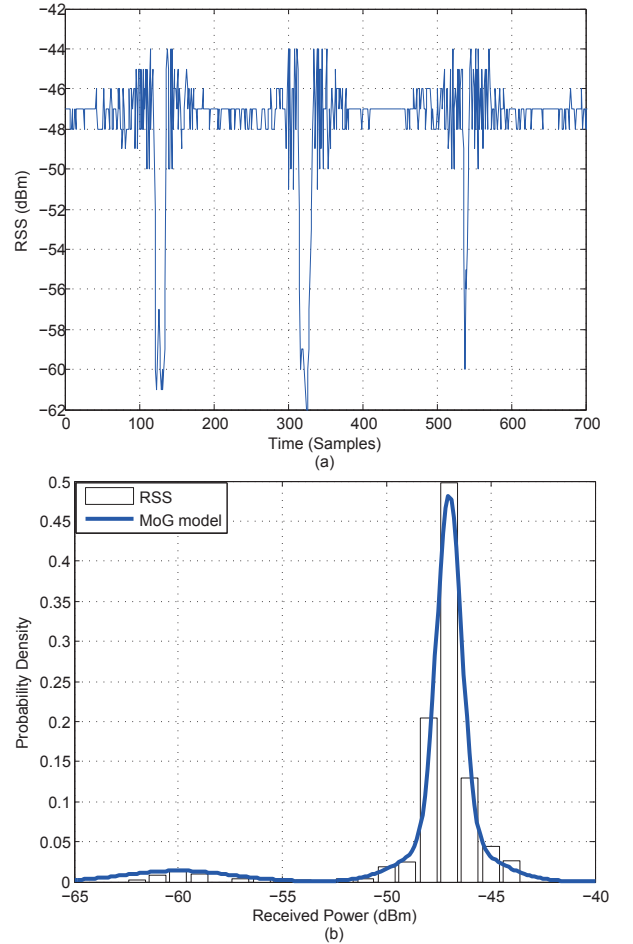 −42
−44
−46
−48
−50
−52
−54
−56
−58
−60
−62
RSS (dBm)
0 100 200 300 400 500 600 700
Time (Samples)
(a)
0.5
0.45
0.4
0.35
0.3
0.25
0.2
0.15
0.1
0.05
0
Probability Density
RSS
MoG model
−65 −60 −55 −50 −45 −40
Received Power (dBm)
(b)